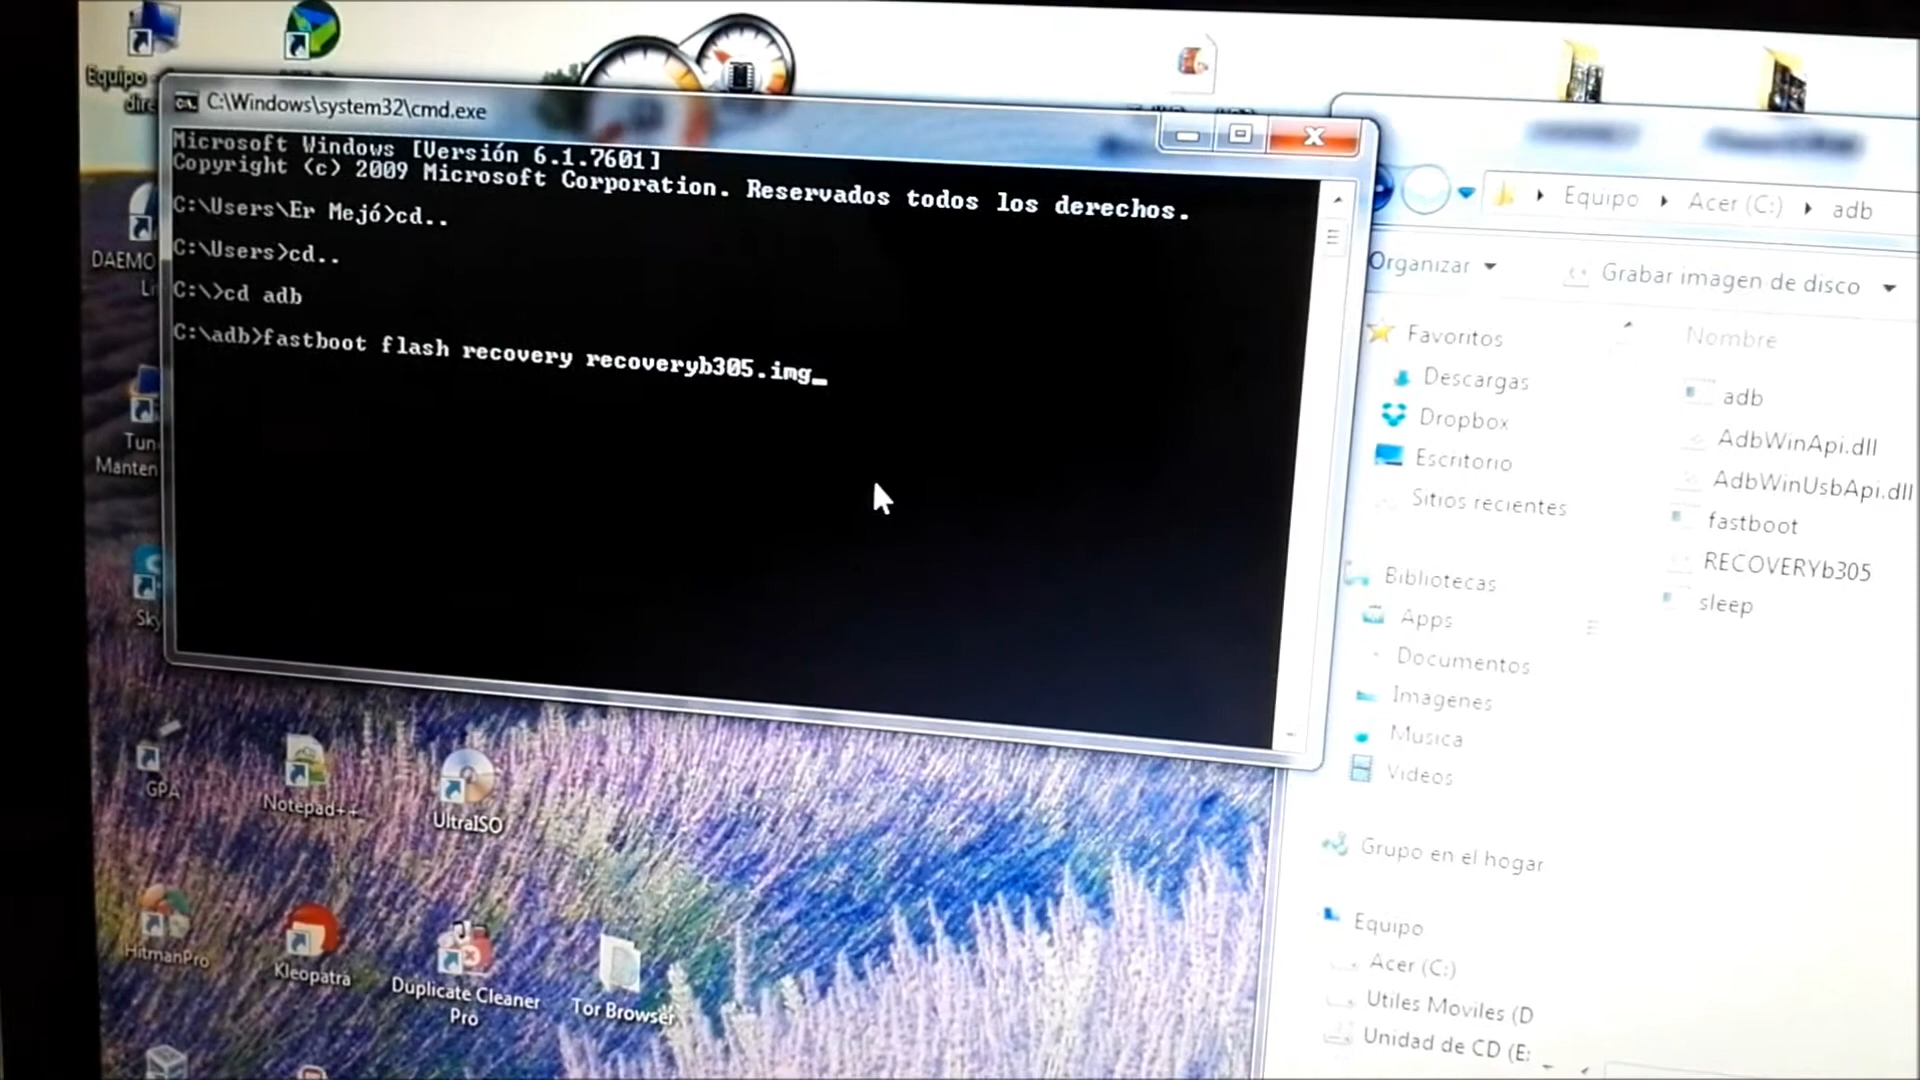 Equipo
C:\Windows\system32\cmd.exe
Microsoft Windows [Versión 6.1.7601]
Copyright (c) 2009 Microsoft Corporation. Reservados todos los derechos.
C:\Users\Er Mejó>cd..
C:\Users>cd..
C:\>cd adb
C:\adb>fastboot flash recovery recoveryb305.img_
DAEMO
Tun
Manten
Sky
GPA
Notepad++
UltraISO
HitmanPro
Kleopatra
Duplicate Cleaner
Pro
Tor Browser
Equipo
Acer (C:)
adb
Organizar
Grabar imagen de disco
Favoritos
Descargas
Dropbox
Escritorio
Sitios recientes
Bibliotecas
Apps
Documentos
Imagenes
Musica
Videos
Grupo en el hogar
Equipo
Acer (C:)
Utiles Moviles (D
Unidad de CD (E:
Nombre
adb
AdbWinApi.dll
AdbWinUsbApi.dll
fastboot
RECOVERYb305
sleep